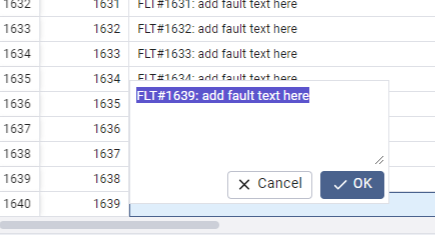 1632 1631 FLT#1631: add fault text here
1633 1632 FLT#1632: add fault text here
1634 1633 FLT#1633: add fault text here
1635 1634 FLT#1634: add fault text here
1636 1635 FLT#1639: add fault text here
1637 1636
1638 1637
1639 1638 Cancel OK
1640 1639